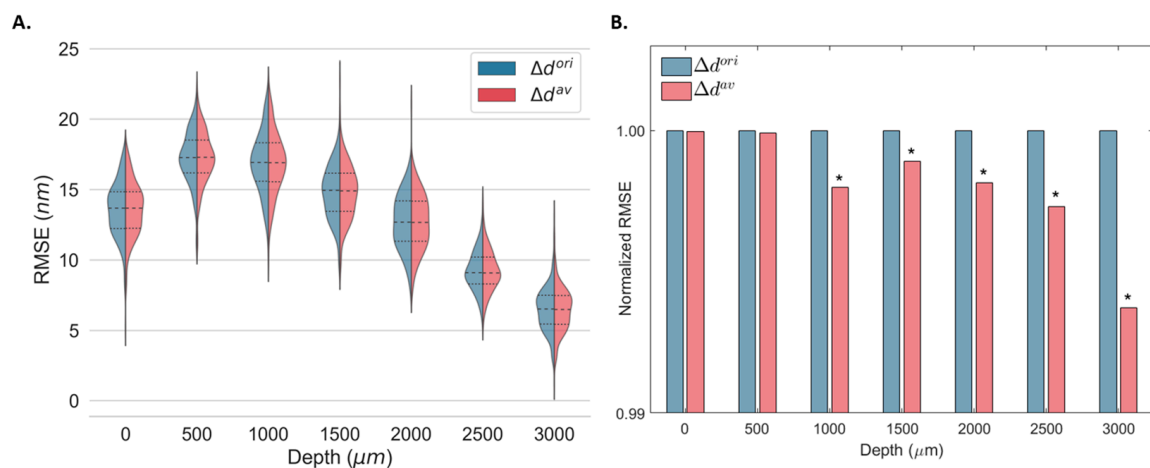 A.
25
20
15
10
5
0
RMSE (nm)
Δd^ori
Δd^av
0 500 1000 1500 2000 2500 3000
Depth (μm)
B.
Δd^ori
Δd^av
1.00
0.99
Normalized RMSE
* * * * *
0 500 1000 1500 2000 2500 3000
Depth (μm)